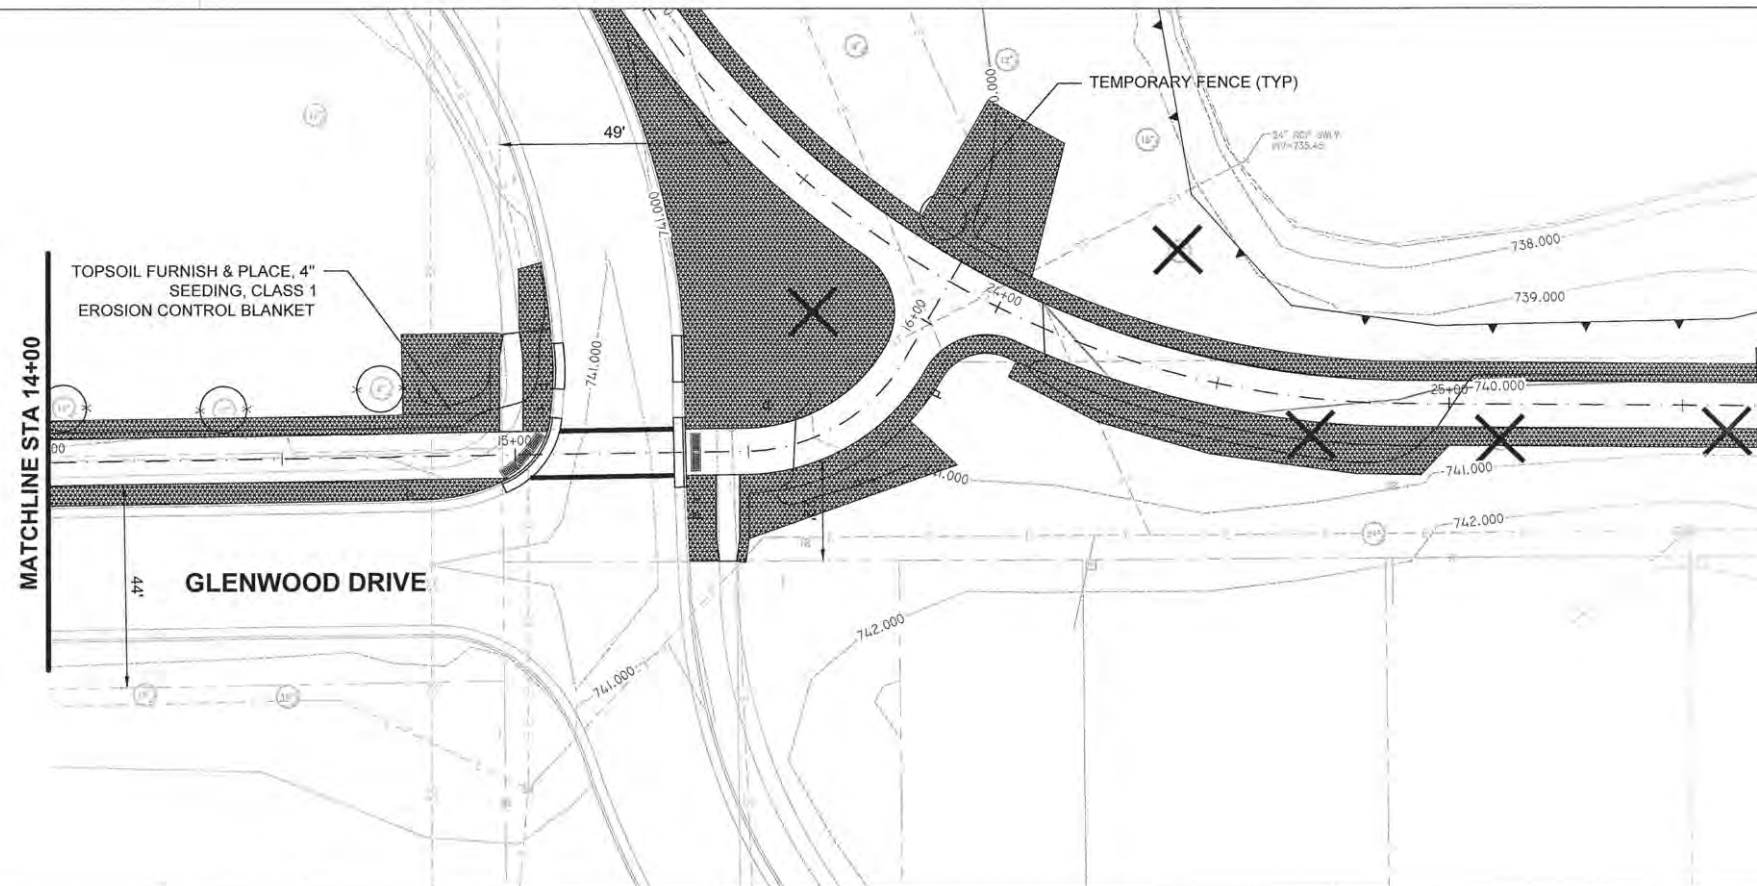 49'
TEMPORARY FENCE (TYP)
741.000
738.000
TOPSOIL FURNISH & PLACE, 4"
SEEDING, CLASS 1
EROSION CONTROL BLANKET
739.000
24+00
16+00
741.000
MATCHLINE STA 14+00
25+00
740.000
15+00
00
741.000
742.000
44'
GLENWOOD DRIVE
742.000
741.000